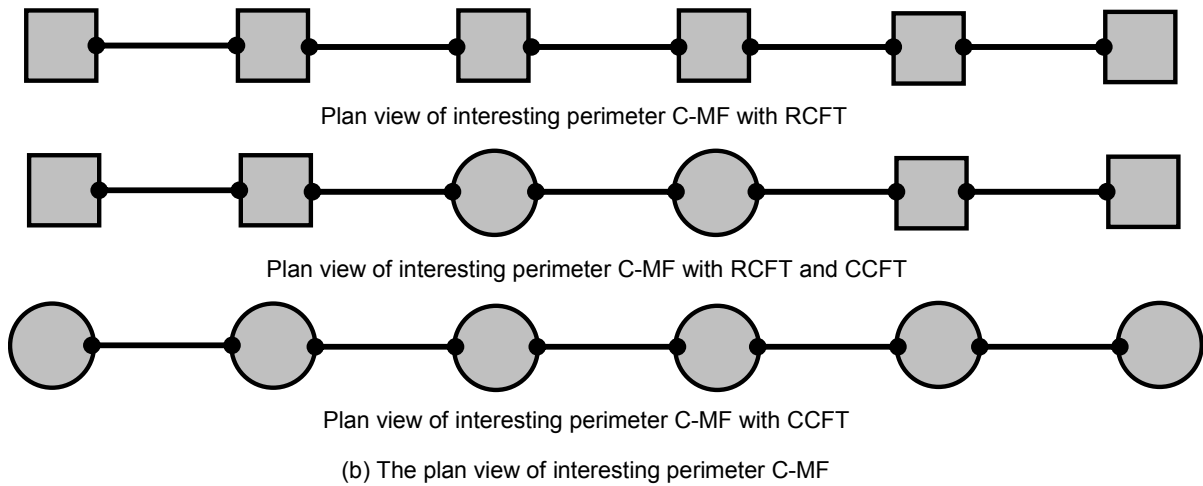 Plan view of interesting perimeter C-MF with RCFT
Plan view of interesting perimeter C-MF with RCFT and CCFT
Plan view of interesting perimeter C-MF with CCFT
(b) The plan view of interesting perimeter C-MF